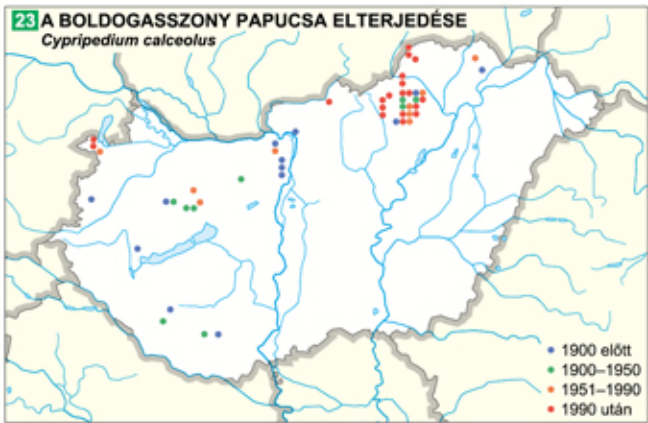 23 A BOLDOGASSZONY PAPUCSA ELTERJEDÉSE
Cypripedium calceolus
1900 előtt
1900–1950
1951–1990
1990 után